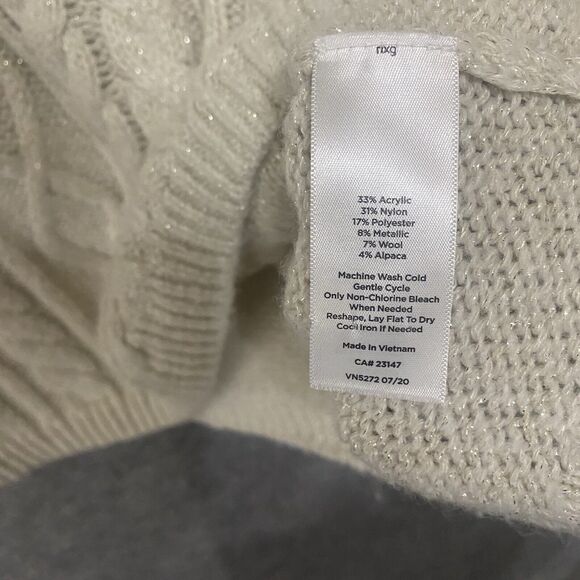 rixg
33% Acrylic
31% Nylon
17% Polyester
8% Metallic
7% Wool
4% Alpaca
Machine Wash Cold
Gentle Cycle
Only Non-Chlorine Bleach
When Needed
Reshape, Lay Flat To Dry
Cool Iron If Needed
Made In Vietnam
CA# 23147
VN5272 07/20